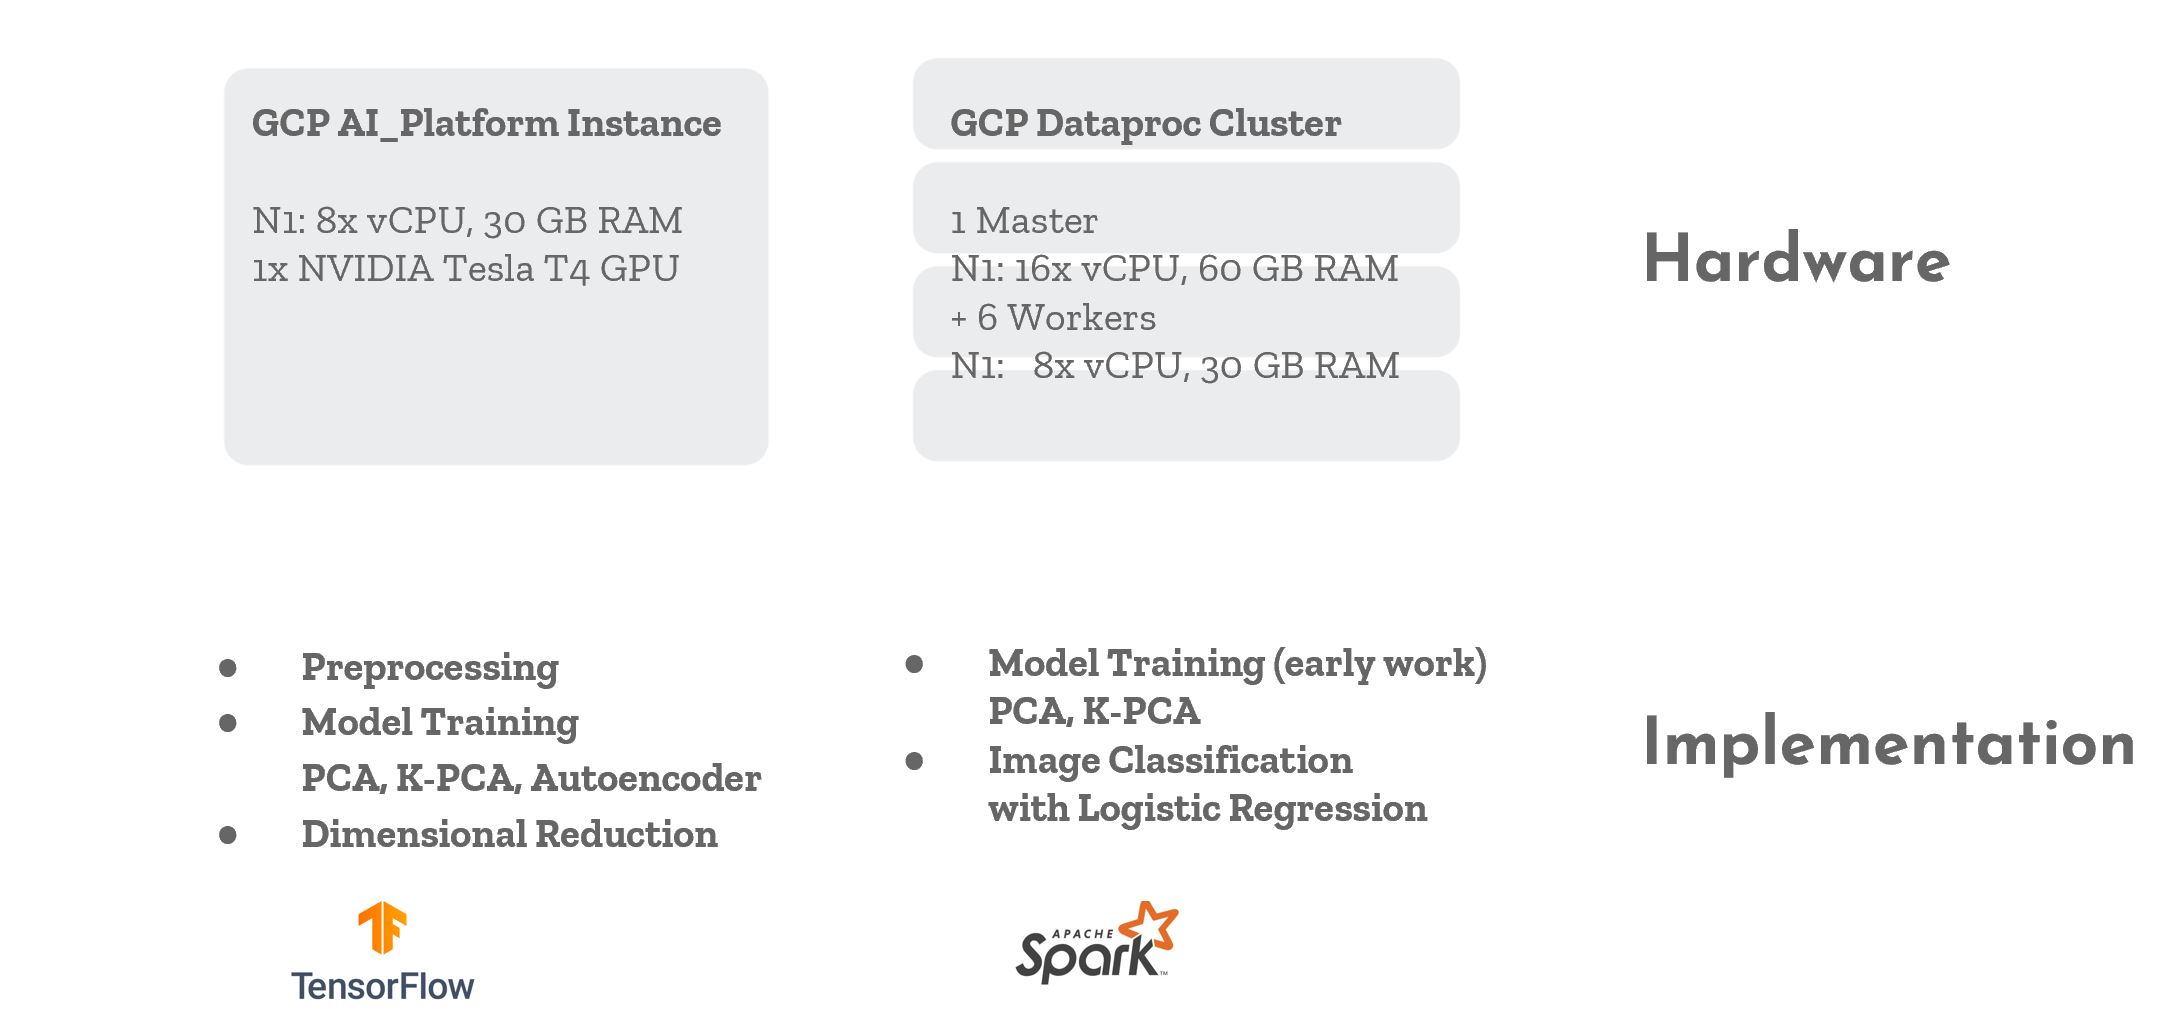 GCP AI_Platform Instance
N1: 8x vCPU, 30 GB RAM
1x NVIDIA Tesla T4 GPU
GCP Dataproc Cluster
1 Master
N1: 16x vCPU, 60 GB RAM
+ 6 Workers
N1: 8x vCPU, 30 GB RAM
Hardware
● Preprocessing
● Model Training
PCA, K-PCA, Autoencoder
● Dimensional Reduction
TensorFlow
● Model Training (early work)
PCA, K-PCA
● Image Classification
with Logistic Regression
APACHE
Spark™
Implementation